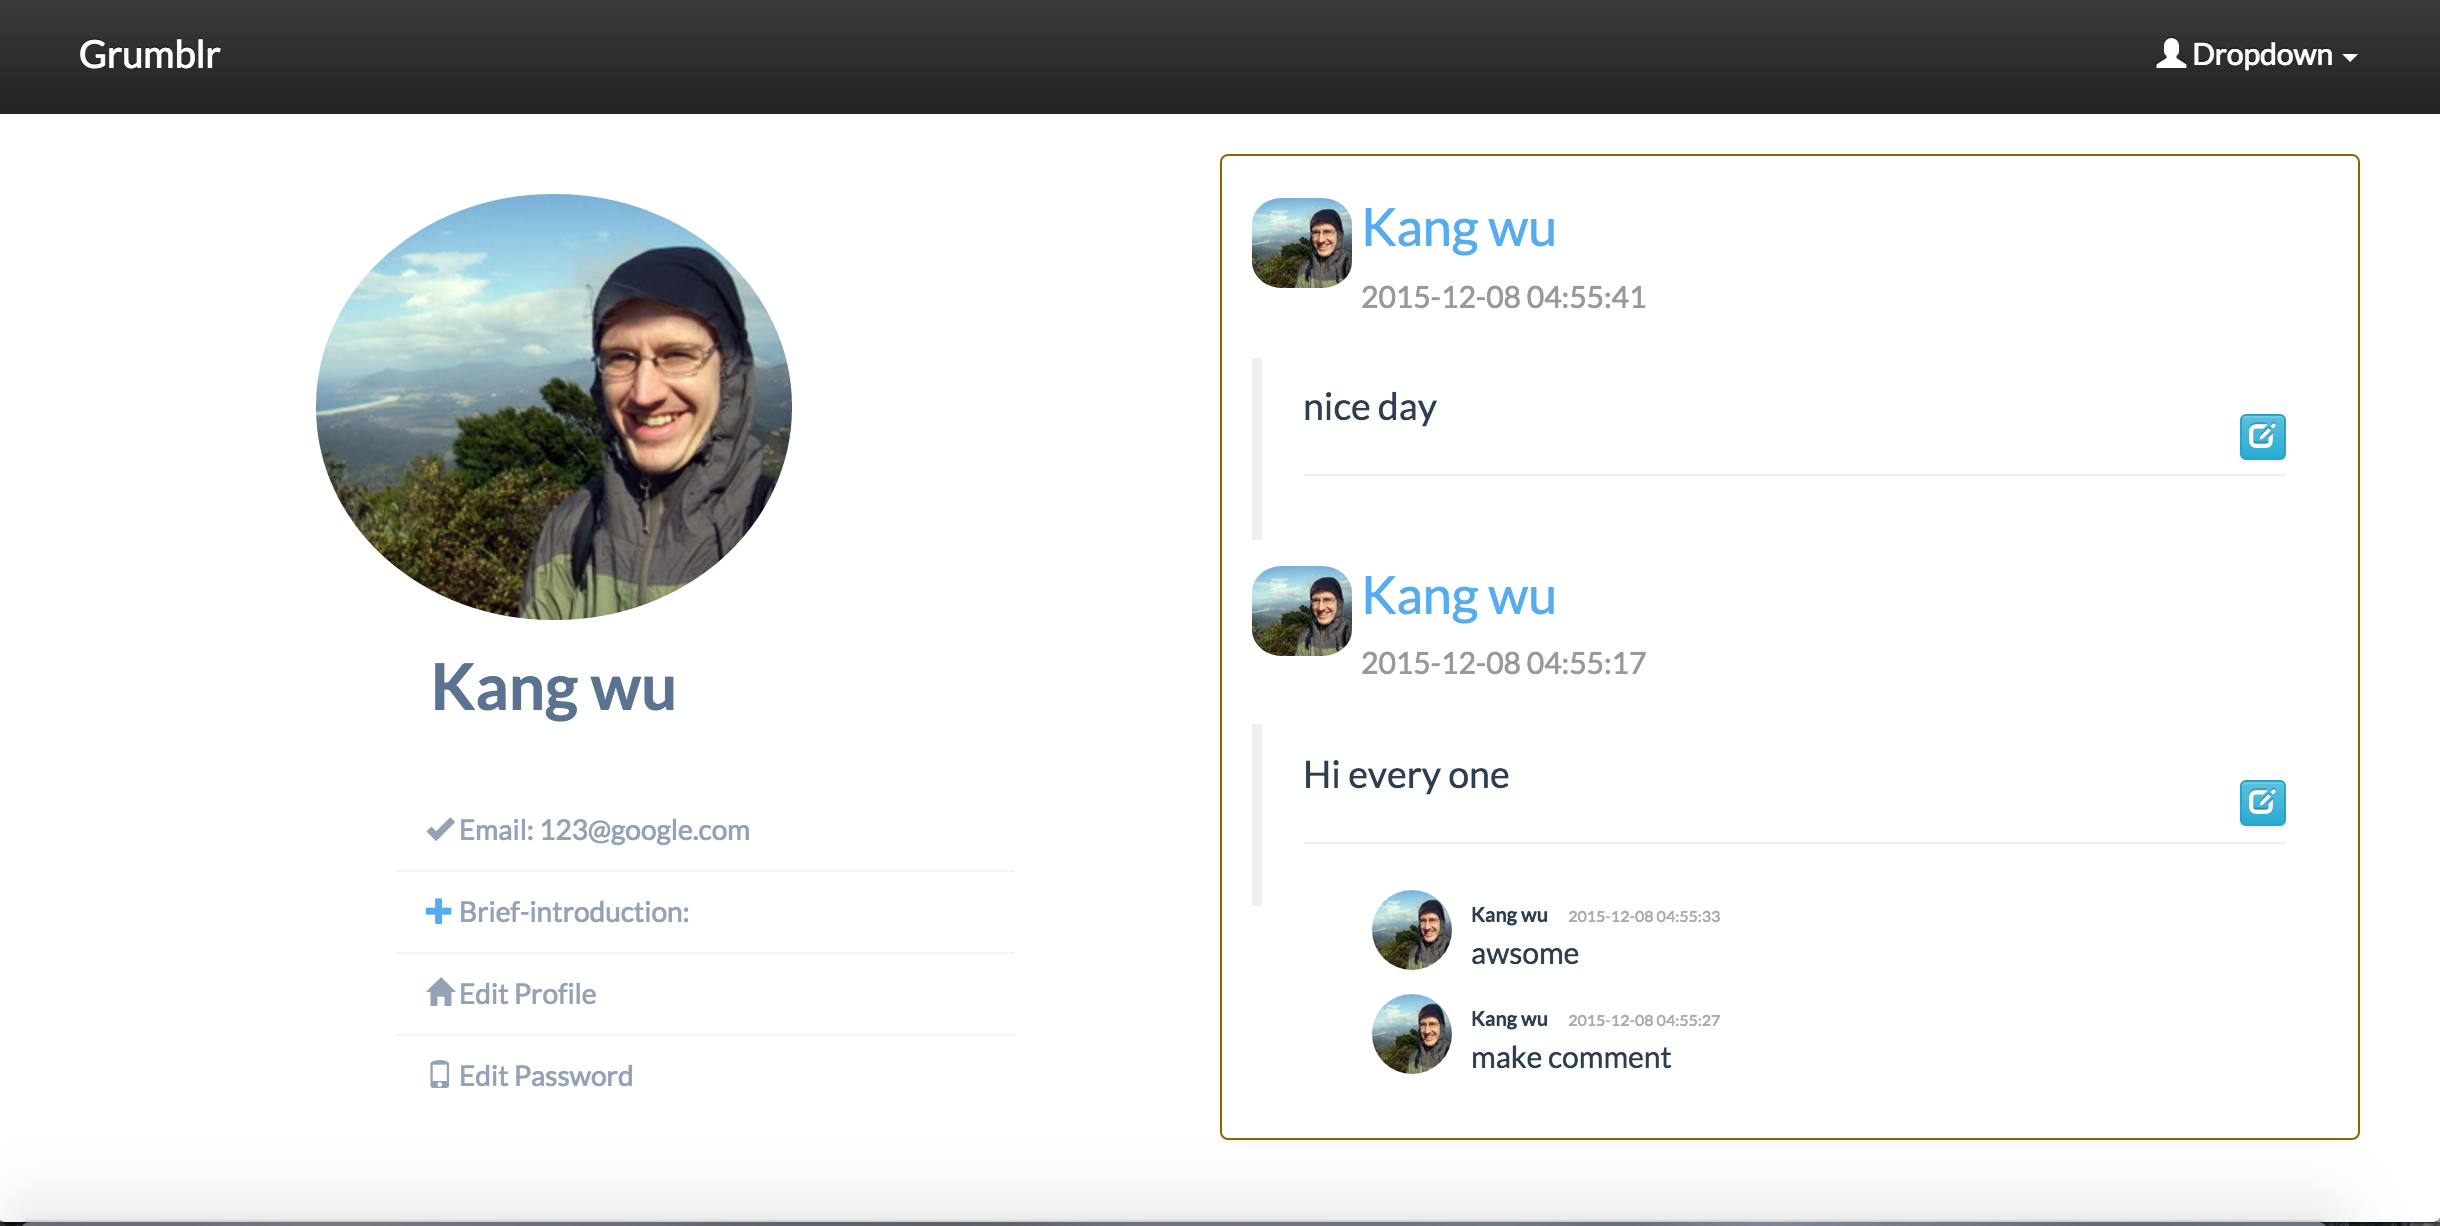 Grumblr
Dropdown
Kang wu
Email: 123@google.com
Brief-introduction:
Edit Profile
Edit Password
Kang wu
2015-12-08 04:55:41
nice day
Kang wu
2015-12-08 04:55:17
Hi every one
Kang wu 2015-12-08 04:55:33
awsome
Kang wu 2015-12-08 04:55:27
make comment